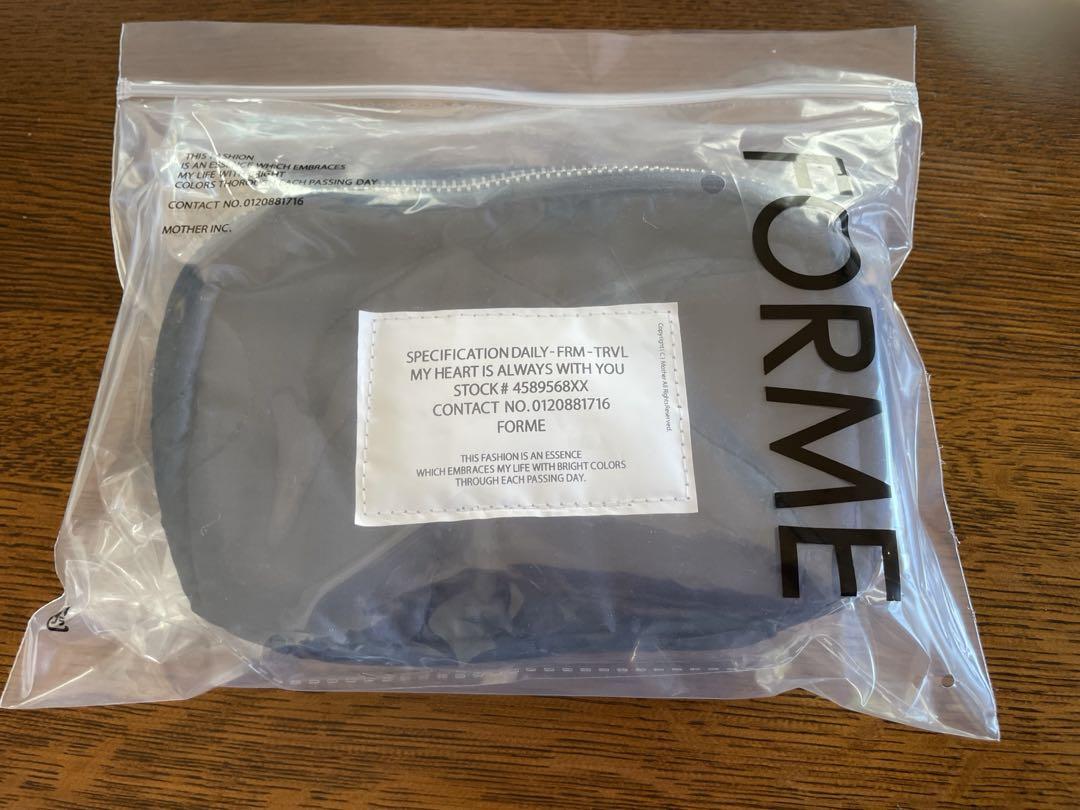 THIS FASHION
IS AN ESSENCE WHICH EMBRACES
MY LIFE WITH BRIGHT
COLORS THOROUGH EACH PASSING DAY
CONTACT NO. 0120881716
MOTHER INC.
FORME
SPECIFICATION DAILY - FRM - TRVL
MY HEART IS ALWAYS WITH YOU
STOCK # 4589568XX
CONTACT NO. 0120881716
FORME
THIS FASHION IS AN ESSENCE
WHICH EMBRACES MY LIFE WITH BRIGHT COLORS
THROUGH EACH PASSING DAY.
Copyright ( C ) Mother All Rights Reserved.